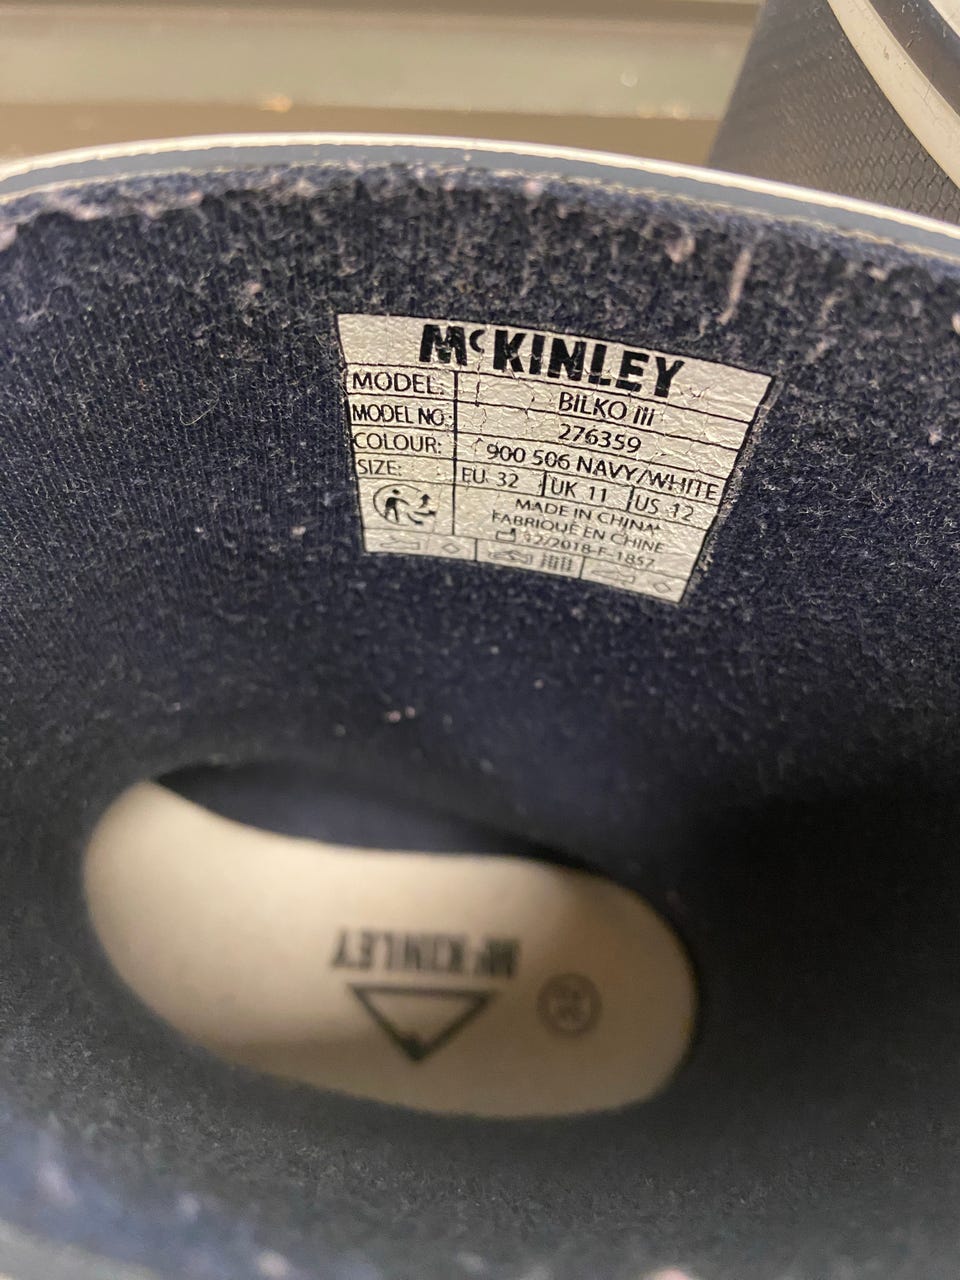 McKINLEY
MODEL: BILKO III
MODEL NO: 276359
COLOUR: 900 506 NAVY/WHITE
SIZE: EU 32 UK 11 US 12
MADE IN CHINA
FABRIQUE EN CHINE
12/2018-F-1857
McKINLEY